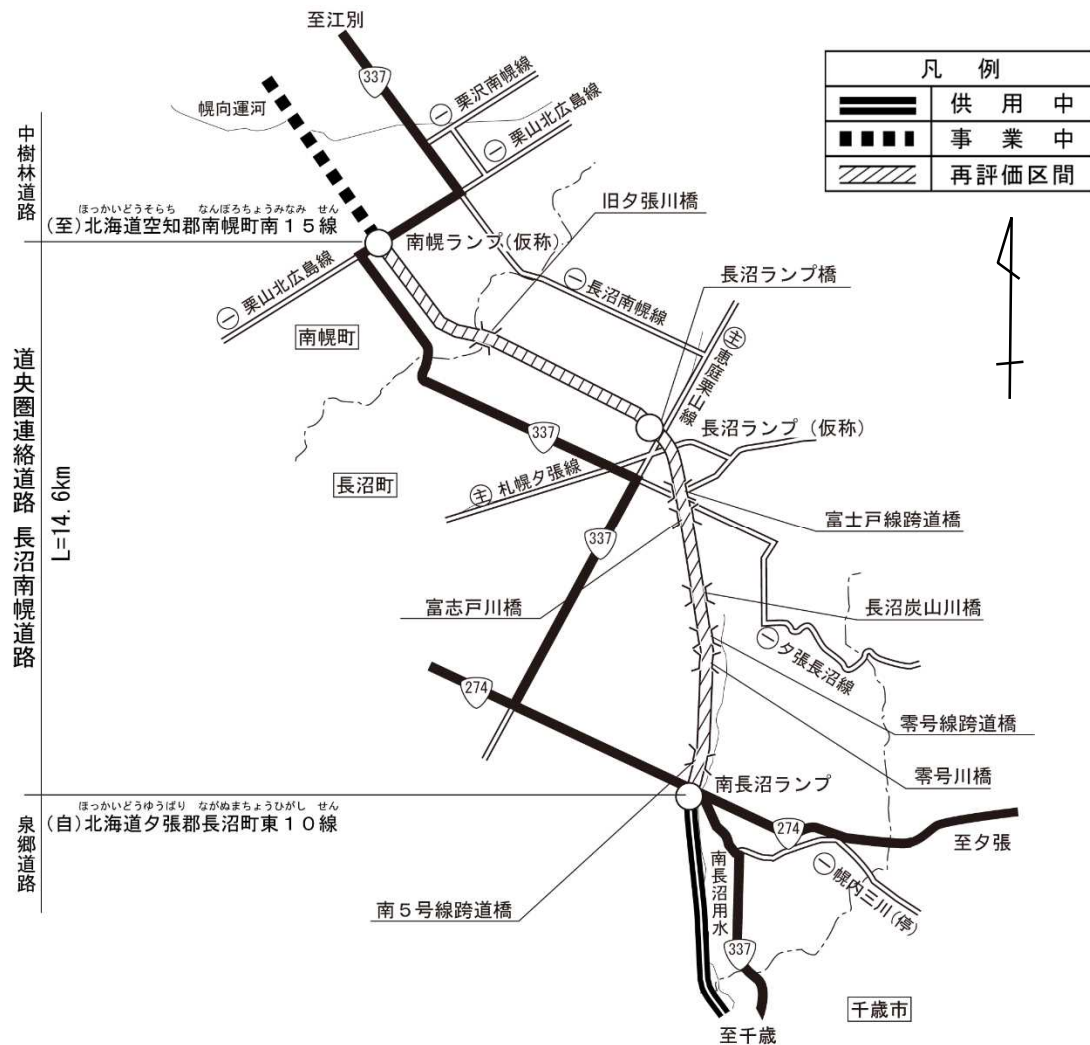 至江別
337
栗沢南幌線
栗山北広島線
幌向運河
凡 例
供 用 中
事 業 中
再評価区間
中樹林道路
ほっかいどうそらち なんぽろちょうみなみ せん
(至)北海道空知郡南幌町南15線
南幌ランプ(仮称)
旧夕張川橋
長沼ランプ橋
一 栗山北広島線
南幌町
一 長沼南幌線
主 恵庭栗山線
道央圏連絡道路 長沼南幌道路
L=14.6km
337
長沼ランプ (仮称)
長沼町
主 札幌夕張線
富士戸線跨道橋
337
富志戸川橋
長沼炭山川橋
一 夕張長沼線
274
零号線跨道橋
零号川橋
南長沼ランプ
ほっかいどうゆうばり ながぬまちょうひがし せん
(自)北海道夕張郡長沼町東10線
泉郷道路
274
至夕張
南長沼用水
一 幌内三川(停)
南5号線跨道橋
337
千歳市
至千歳